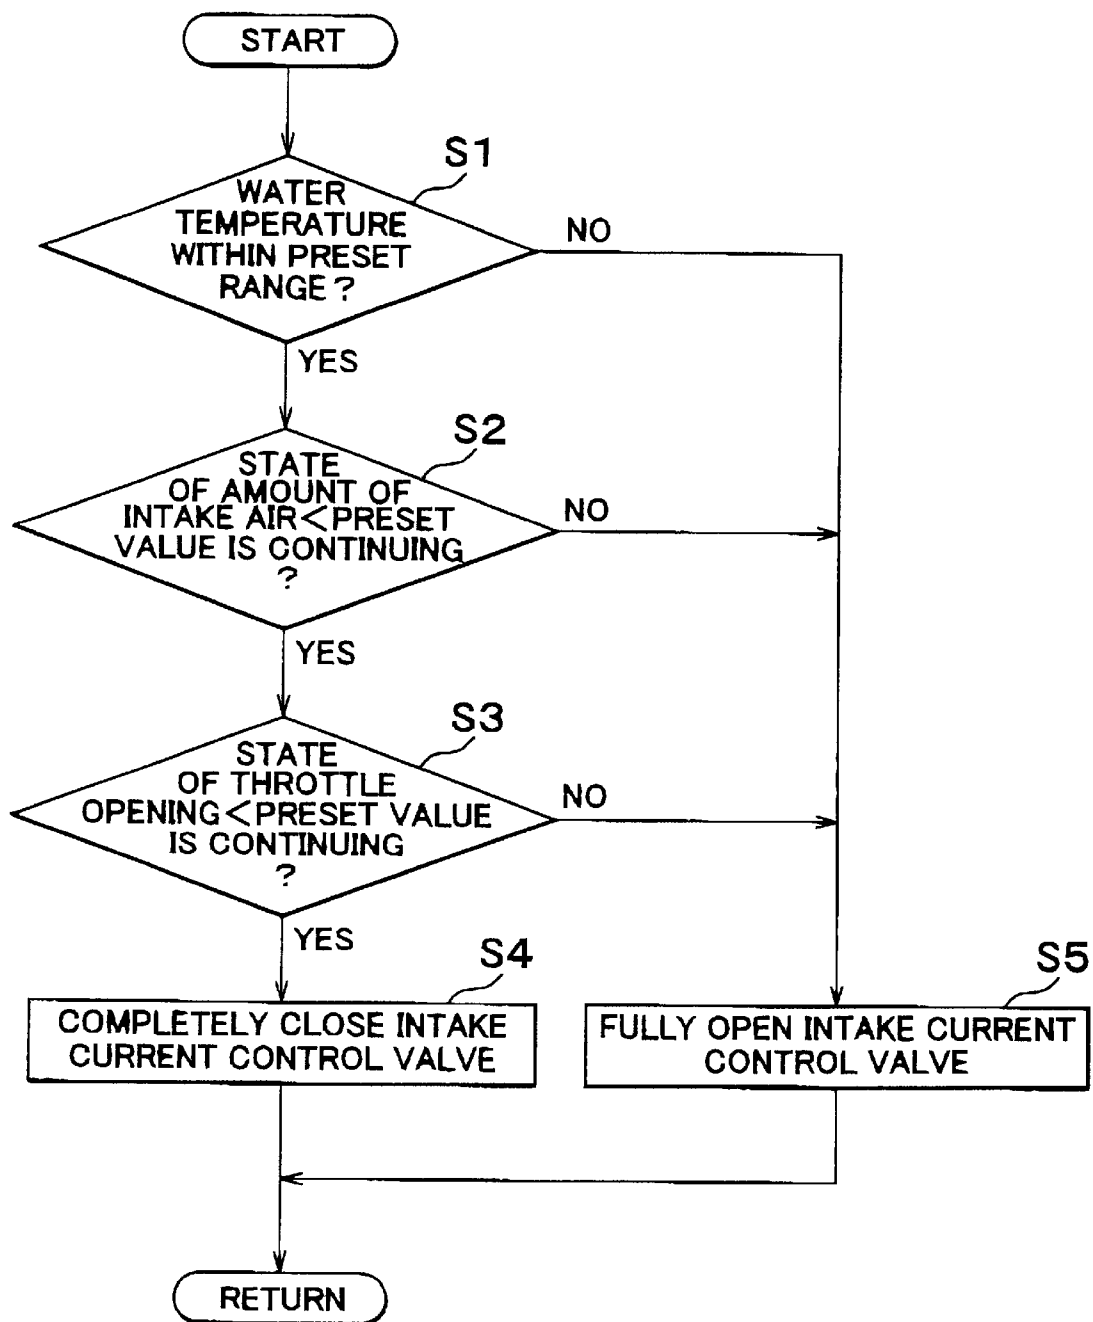 START
S1
WATER
TEMPERATURE
WITHIN PRESET
RANGE?
NO
YES
S2
STATE
OF AMOUNT OF
INTAKE AIR<PRESET
VALUE IS CONTINUING
?
NO
YES
S3
STATE
OF THROTTLE
OPENING<PRESET VALUE
IS CONTINUING
?
NO
YES
S4
COMPLETELY CLOSE INTAKE
CURRENT CONTROL VALVE
S5
FULLY OPEN INTAKE CURRENT
CONTROL VALVE
RETURN